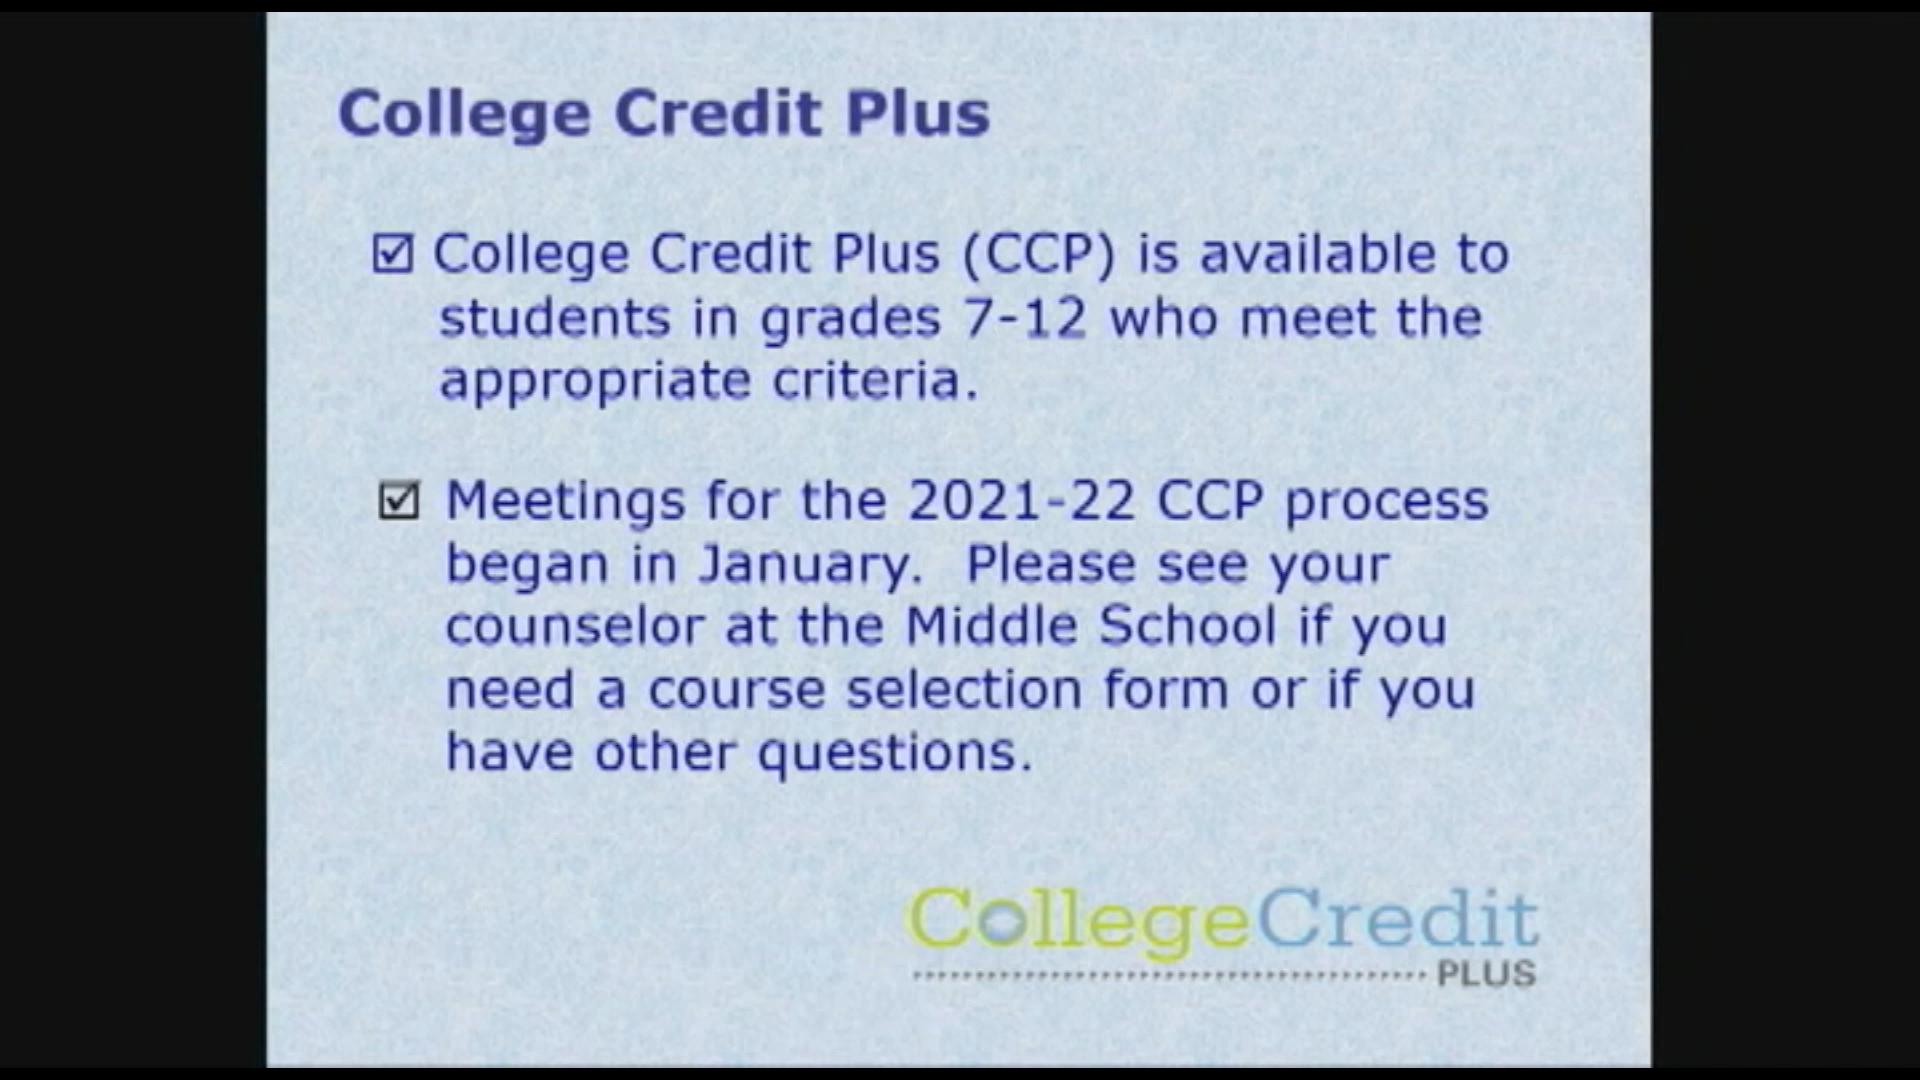 College Credit Plus
☑ College Credit Plus (CCP) is available to
students in grades 7-12 who meet the
appropriate criteria.
☑ Meetings for the 2021-22 CCP process
began in January.  Please see your
counselor at the Middle School if you
need a course selection form or if you
have other questions.
CollegeCredit
PLUS